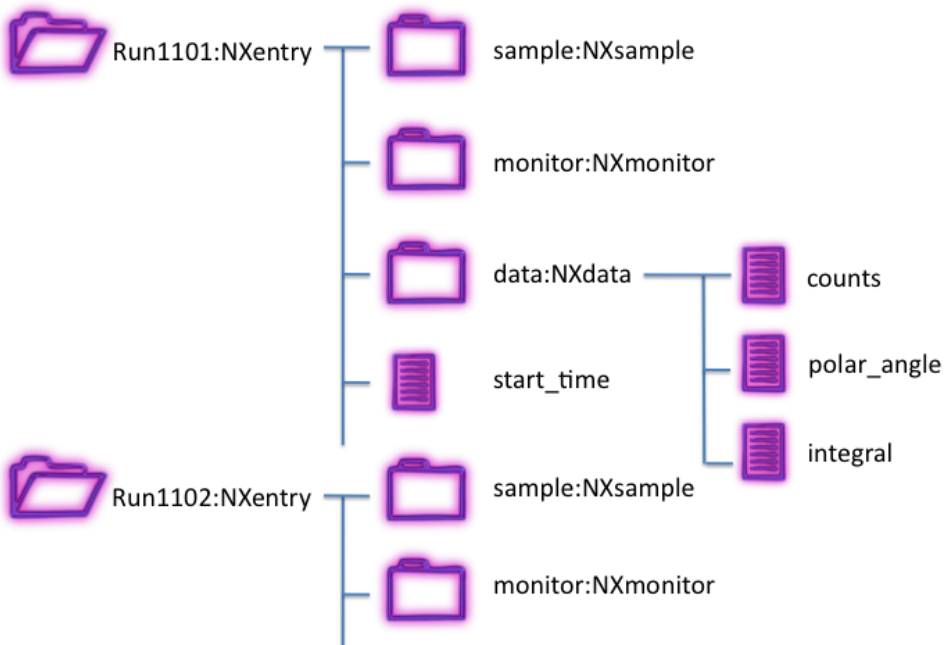 Run1101:NXentry
sample:NXsample
monitor:NXmonitor
data:NXdata
counts
polar_angle
integral
start_time
Run1102:NXentry
sample:NXsample
monitor:NXmonitor